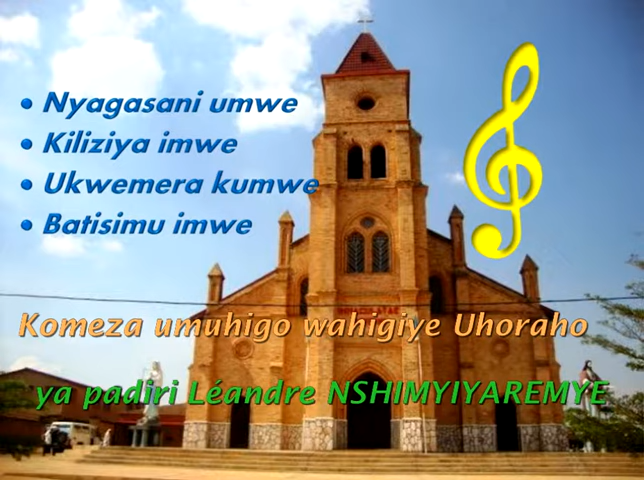 • Nyagasani umwe
• Kiliziya imwe
• Ukwemera kumwe
• Batisimu imwe
Komeza umuhigo wahigiye Uhoraho
ya padiri Léandre NSHIMYIYAREMYE